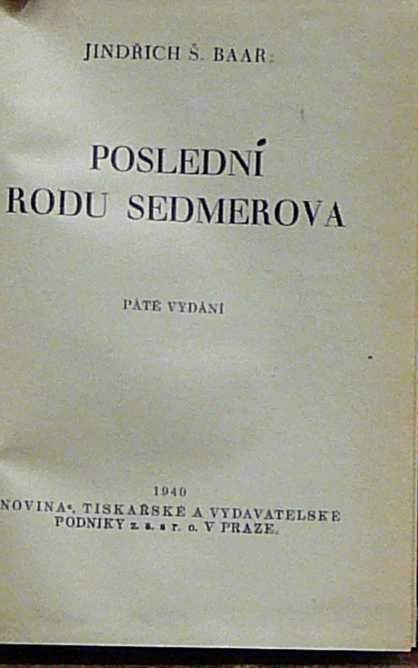 JINDŘICH Š. BAAR:
POSLEDNÍ
RODU SEDMEROVA
PÁTÉ VYDÁNÍ
1940
NOVINA“, TISKAŘSKÉ A VYDAVATELSKÉ
PODNIKY z. s. s r. o. V PRAZE.